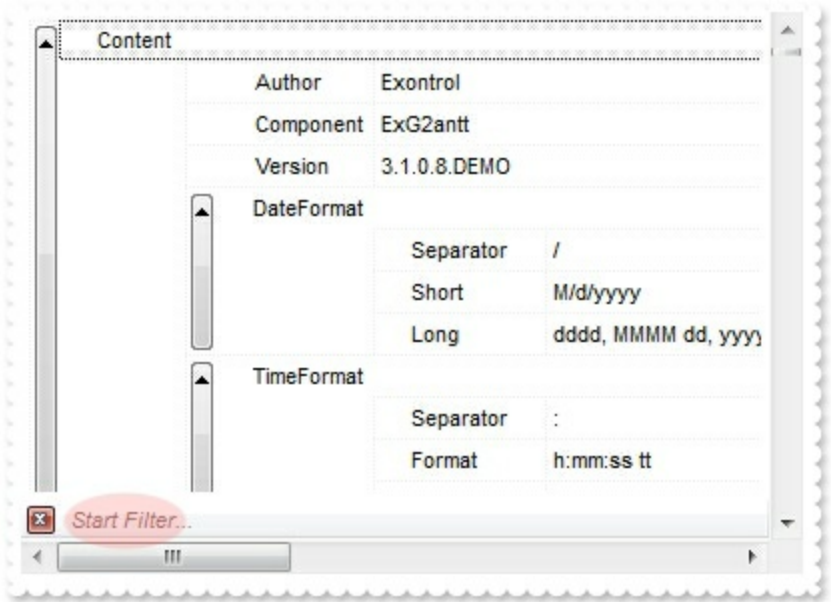 Content
Author Exontrol
Component ExG2antt
Version 3.1.0.8.DEMO
DateFormat
Separator /
Short M/d/yyyy
Long dddd, MMMM dd, yyyy
TimeFormat
Separator :
Format h:mm:ss tt
Start Filter...